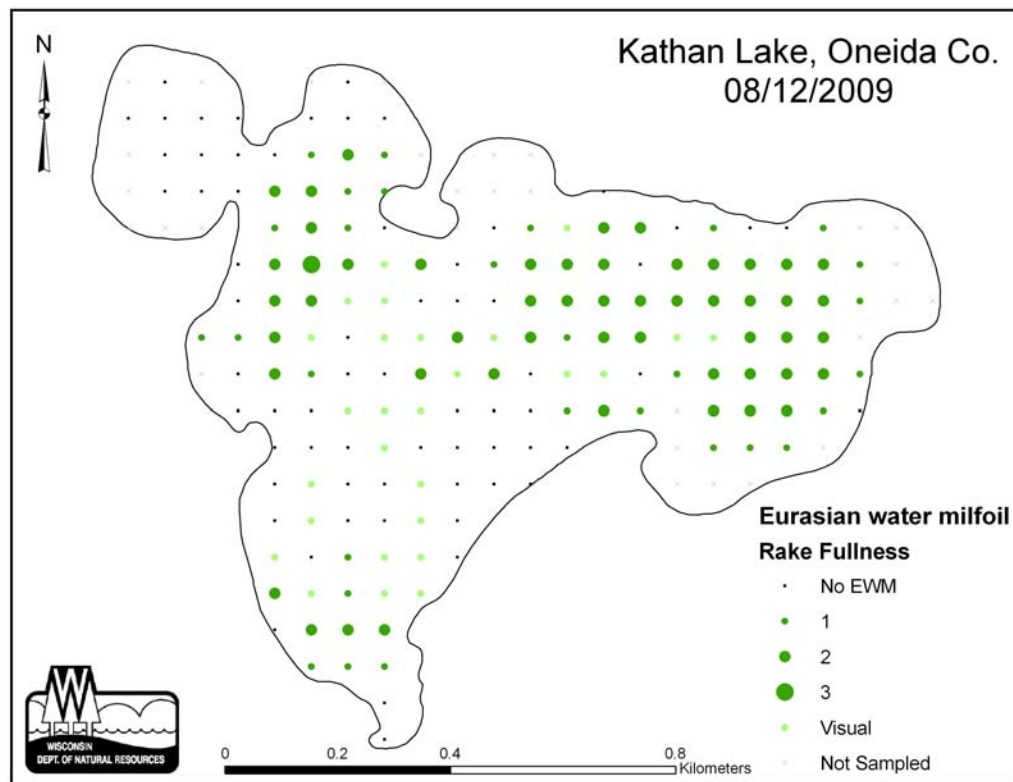 N
Kathan Lake, Oneida Co.
08/12/2009
Eurasian water milfoil
Rake Fullness
No EWM
1
2
3
Visual
Not Sampled
W
WISCONSIN
DEPT. OF NATURAL RESOURCES
0 0.2 0.4 0.8
Kilometers